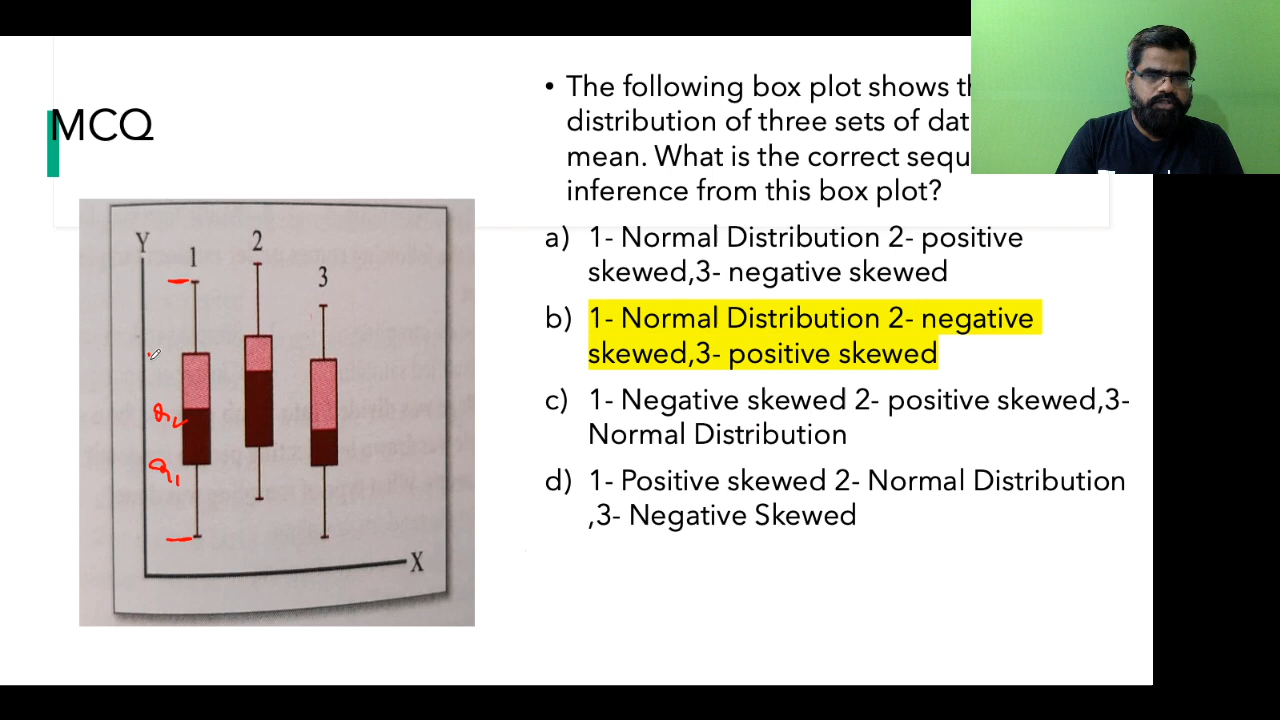 MCQ
• The following box plot shows
distribution of three sets of
mean. What is the correct
inference from this box plot?
a) 1- Normal Distribution 2- positive
skewed,3- negative skewed
b) 1- Normal Distribution 2- negative
skewed,3- positive skewed
c) 1- Negative skewed 2- positive skewed,3-
Normal Distribution
d) 1- Positive skewed 2- Normal Distribution
,3- Negative Skewed
Y
1
2
3
Q2
Q1
X